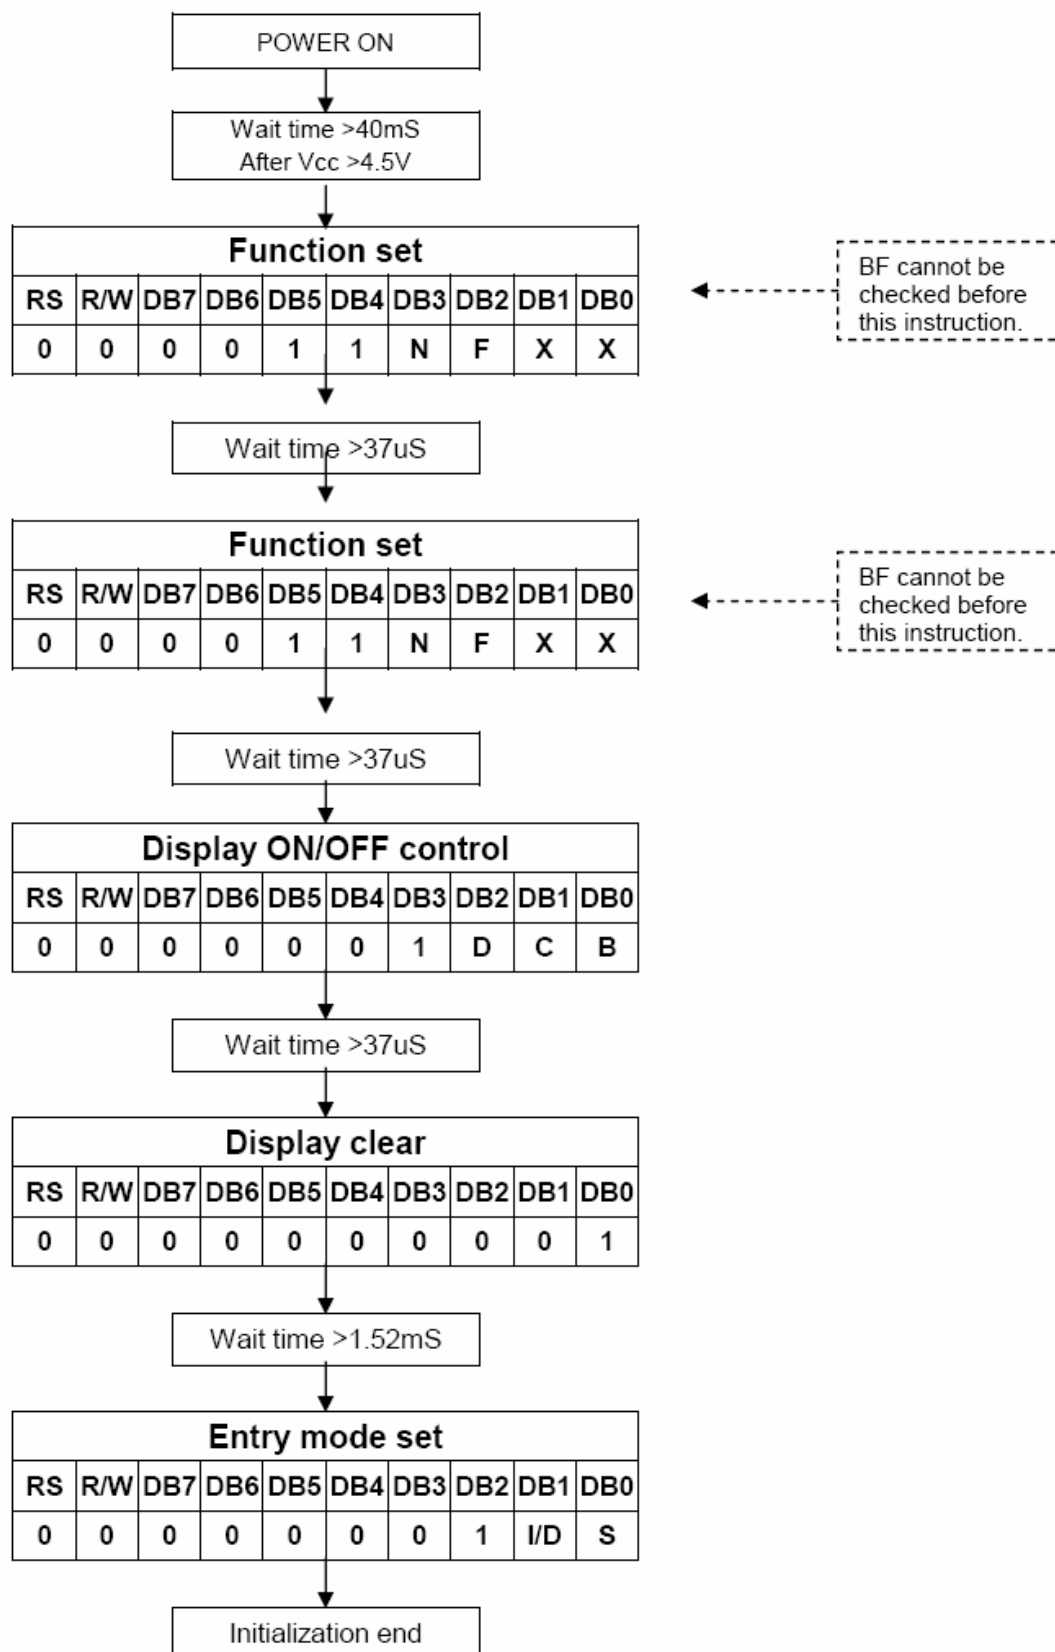 POWER ON
Wait time >40mS
After Vcc >4.5V
Function set
RS R/W DB7 DB6 DB5 DB4 DB3 DB2 DB1 DB0
0 0 0 0 1 1 N F X X
BF cannot be
checked before
this instruction.
Wait time >37uS
Function set
RS R/W DB7 DB6 DB5 DB4 DB3 DB2 DB1 DB0
0 0 0 0 1 1 N F X X
BF cannot be
checked before
this instruction.
Wait time >37uS
Display ON/OFF control
RS R/W DB7 DB6 DB5 DB4 DB3 DB2 DB1 DB0
0 0 0 0 0 0 1 D C B
Wait time >37uS
Display clear
RS R/W DB7 DB6 DB5 DB4 DB3 DB2 DB1 DB0
0 0 0 0 0 0 0 0 0 1
Wait time >1.52mS
Entry mode set
RS R/W DB7 DB6 DB5 DB4 DB3 DB2 DB1 DB0
0 0 0 0 0 0 0 1 I/D S
Initialization end